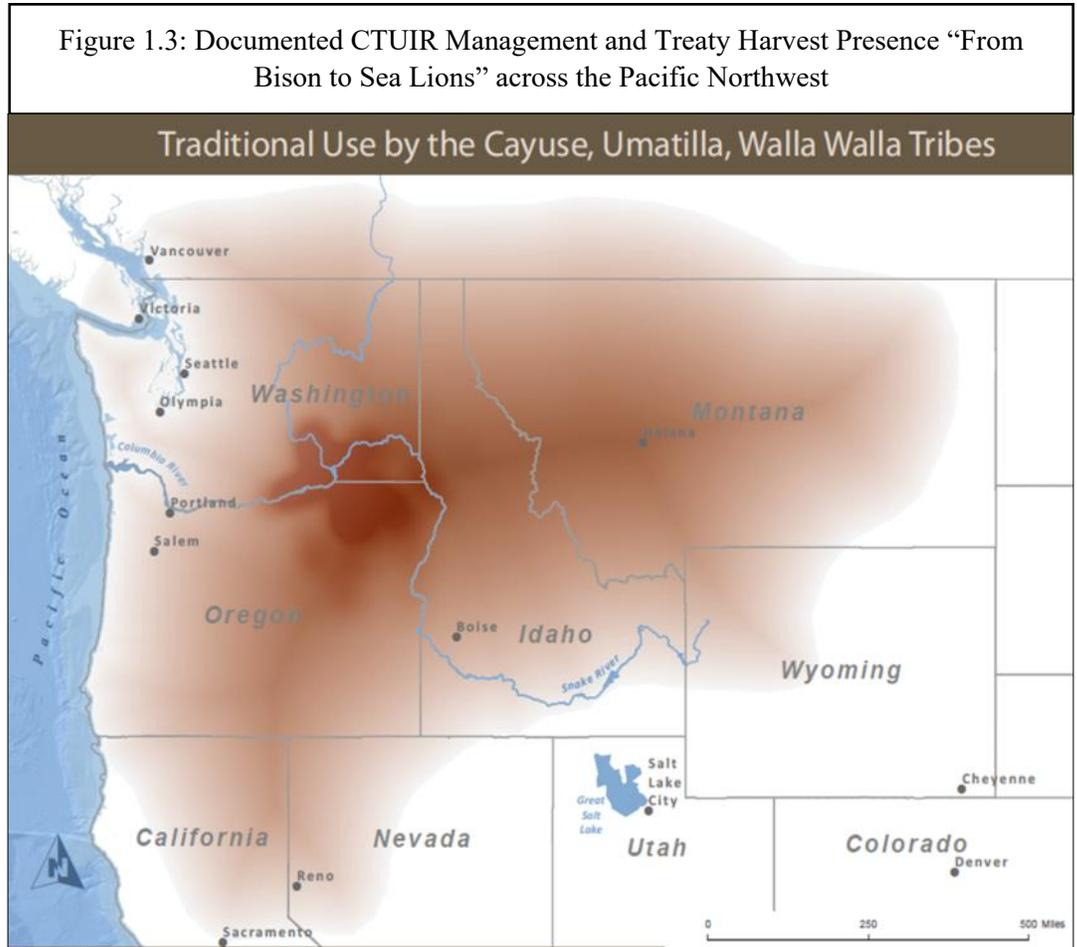 Figure 1.3: Documented CTUIR Management and Treaty Harvest Presence “From
Bison to Sea Lions” across the Pacific Northwest
Traditional Use by the Cayuse, Umatilla, Walla Walla Tribes
Vancouver
Victoria
Seattle
Washington
Olympia
Montana
Helena
Columbia River
Pacific Ocean
Portland
Salem
Oregon
Boise
Idaho
Snake River
Wyoming
Salt
Lake
City
Great
Salt
Lake
Cheyenne
California
Nevada
Utah
Colorado
Denver
N
Reno
Sacramento
0 250 500 Miles